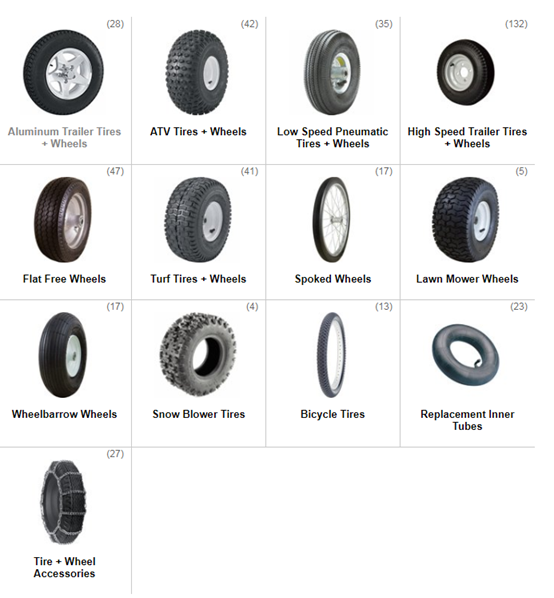 (28)
(42)
(35)
(132)
Aluminum Trailer Tires
+ Wheels
ATV Tires + Wheels
Low Speed Pneumatic
Tires + Wheels
High Speed Trailer Tires
+ Wheels
(47)
(41)
(17)
(5)
Flat Free Wheels
Turf Tires + Wheels
Spoked Wheels
Lawn Mower Wheels
(17)
(4)
(13)
(23)
Wheelbarrow Wheels
Snow Blower Tires
Bicycle Tires
Replacement Inner
Tubes
(27)
Tire + Wheel
Accessories